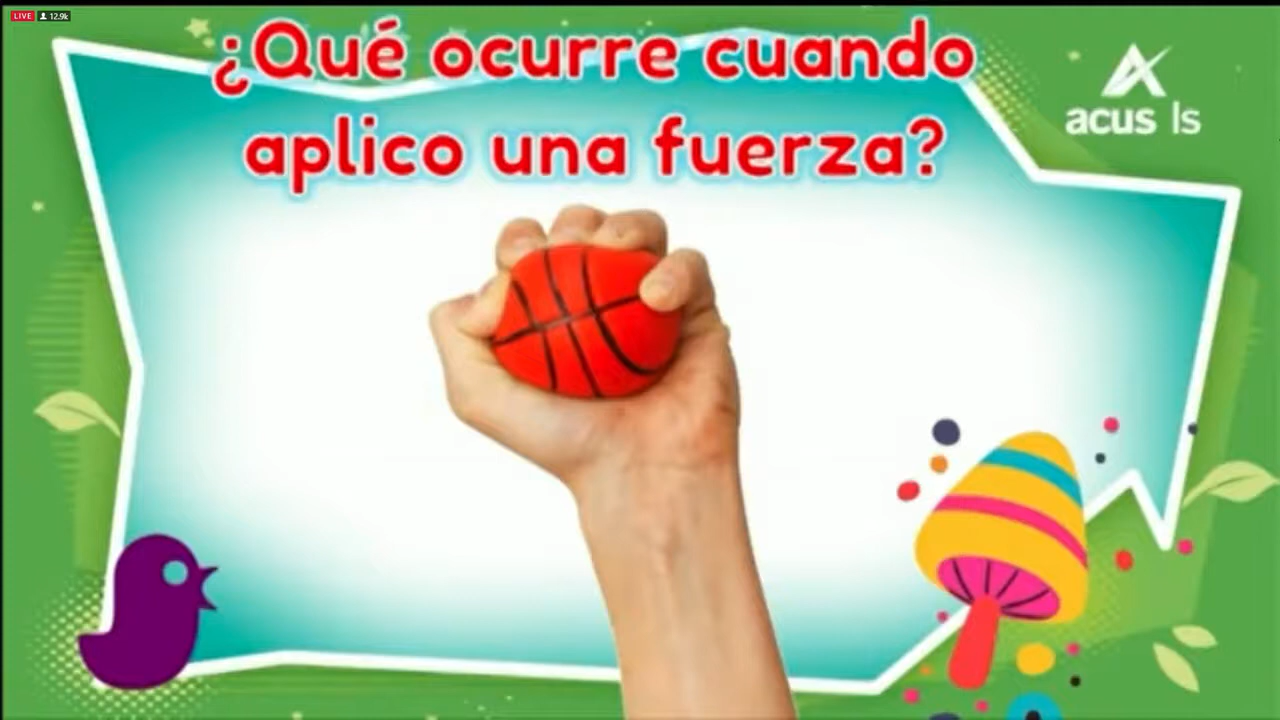 LIVE 12.9k
¿Qué ocurre cuando
aplico una fuerza?
acus ls